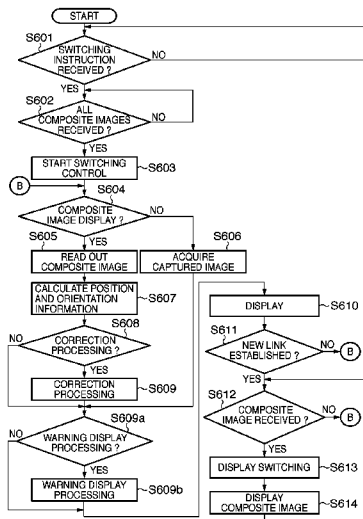 START
S601
SWITCHING
INSTRUCTION
RECEIVED ?
NO
YES
S602
ALL
COMPOSITE IMAGES
RECEIVED ?
NO
YES
START SWITCHING
CONTROL
S603
B
S604
COMPOSITE
IMAGE DISPLAY ?
NO
YES
S605
READ OUT
COMPOSITE IMAGE
S606
ACQUIRE
CAPTURED IMAGE
CALCULATE POSITION
AND ORIENTATION
INFORMATION
S607
S608
CORRECTION
PROCESSING ?
NO
YES
CORRECTION
PROCESSING
S609
S609a
WARNING DISPLAY
PROCESSING ?
NO
YES
WARNING DISPLAY
PROCESSING
S609b
DISPLAY
S610
S611
NEW LINK
ESTABLISHED ?
NO
B
YES
S612
COMPOSITE
IMAGE RECEIVED ?
NO
B
YES
DISPLAY SWITCHING
S613
DISPLAY
COMPOSITE IMAGE
S614